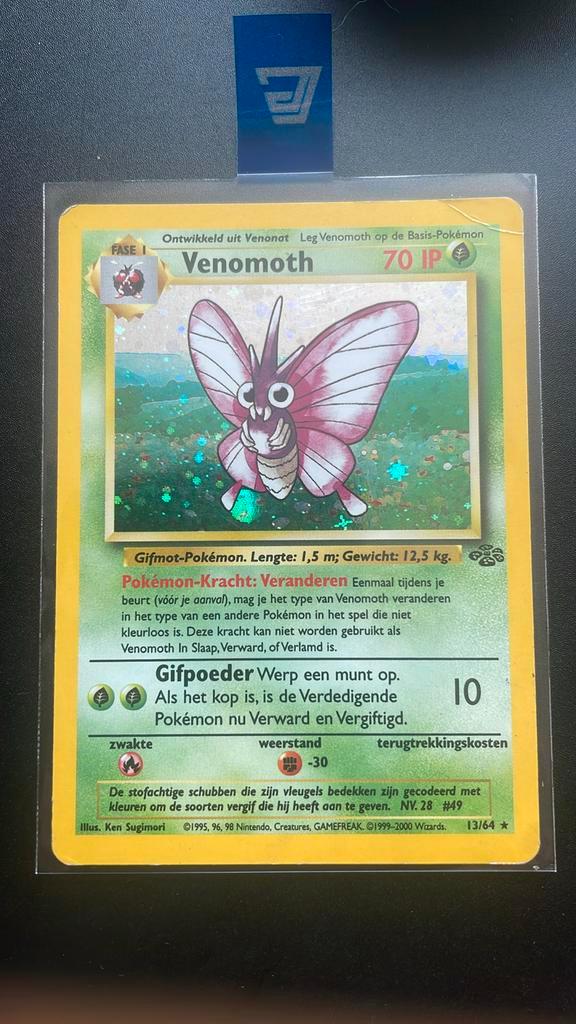 Ontwikkeld uit Venonat Leg Venomoth op de Basis-Pokémon
FASE 1
Venomoth 70 IP
Gifmot-Pokémon. Lengte: 1,5 m; Gewicht: 12,5 kg.
Pokémon-Kracht: Veranderen Eenmaal tijdens je
beurt (vóór je aanval), mag je het type van Venomoth veranderen
in het type van een andere Pokémon in het spel die niet
kleurloos is. Deze kracht kan niet worden gebruikt als
Venomoth In Slaap, Verward, of Verlamd is.
Gifpoeder Werp een munt op.
Als het kop is, is de Verdedigende
Pokémon nu Verward en Vergiftigd.
10
zwakte weerstand terugtrekkingskosten
-30
De stofachtige schubben die zijn vleugels bedekken zijn gecodeerd met
kleuren om de soorten vergif die hij heeft aan te geven. NV. 28 #49
Illus. Ken Sugimori ©1995, 96, 98 Nintendo, Creatures, GAMEFREAK. ©1999-2000 Wizards. 13/64 ★